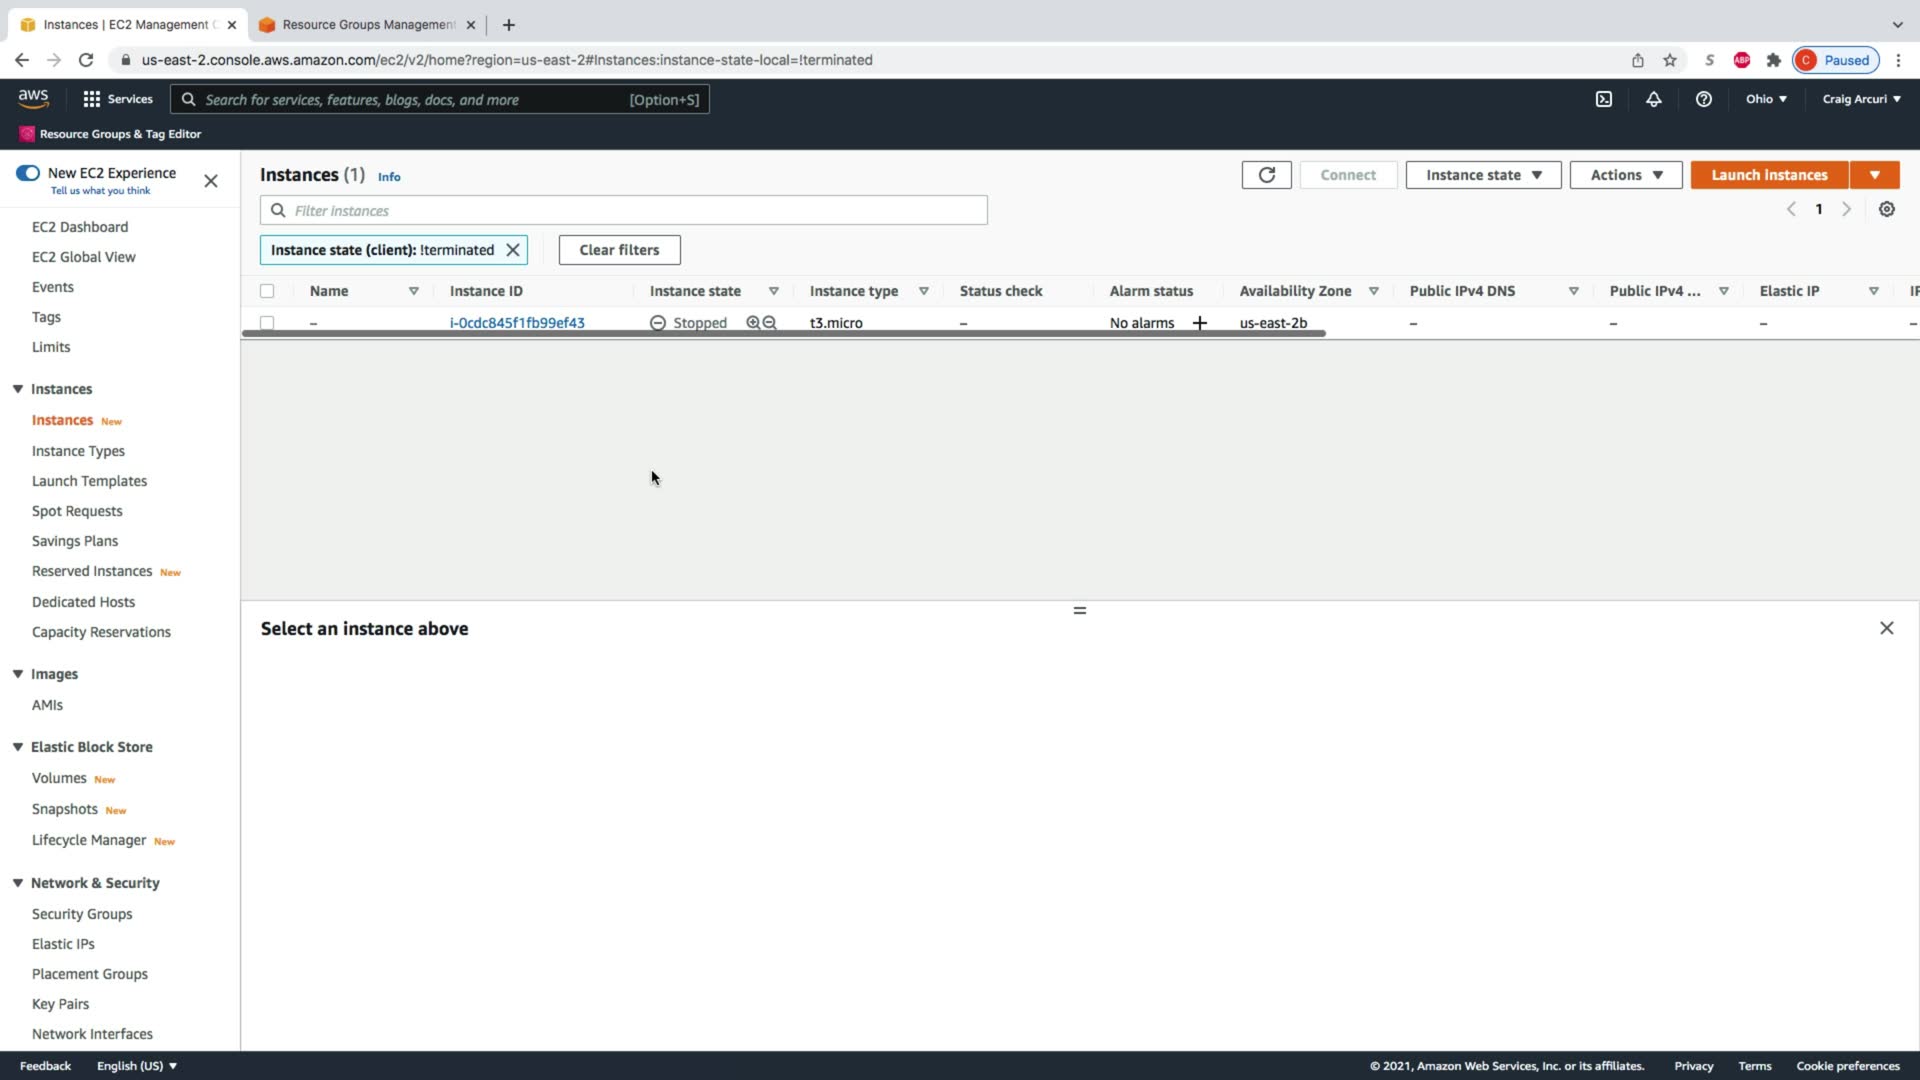 Instances | EC2 Management C
Resource Groups Management
us-east-2.console.aws.amazon.com/ec2/v2/home?region=us-east-2#Instances:instance-state-local=!terminated
S
ABP
C Paused
aws
Services
Search for services, features, blogs, docs, and more [Option+S]
Ohio
Craig Arcuri
Resource Groups & Tag Editor
New EC2 Experience
Tell us what you think
EC2 Dashboard
EC2 Global View
Events
Tags
Limits
Instances
Instances New
Instance Types
Launch Templates
Spot Requests
Savings Plans
Reserved Instances New
Dedicated Hosts
Capacity Reservations
Images
AMIs
Elastic Block Store
Volumes New
Snapshots New
Lifecycle Manager New
Network & Security
Security Groups
Elastic IPs
Placement Groups
Key Pairs
Network Interfaces
Instances (1) Info
Connect
Instance state
Actions
Launch instances
Filter instances
1
Instance state (client): !terminated
Clear filters
Name Instance ID Instance state Instance type Status check Alarm status Availability Zone Public IPv4 DNS Public IPv4 ... Elastic IP IP
– i-0cdc845f1fb99ef43 Stopped t3.micro – No alarms + us-east-2b – – – –
Select an instance above
Feedback English (US) © 2021, Amazon Web Services, Inc. or its affiliates. Privacy Terms Cookie preferences